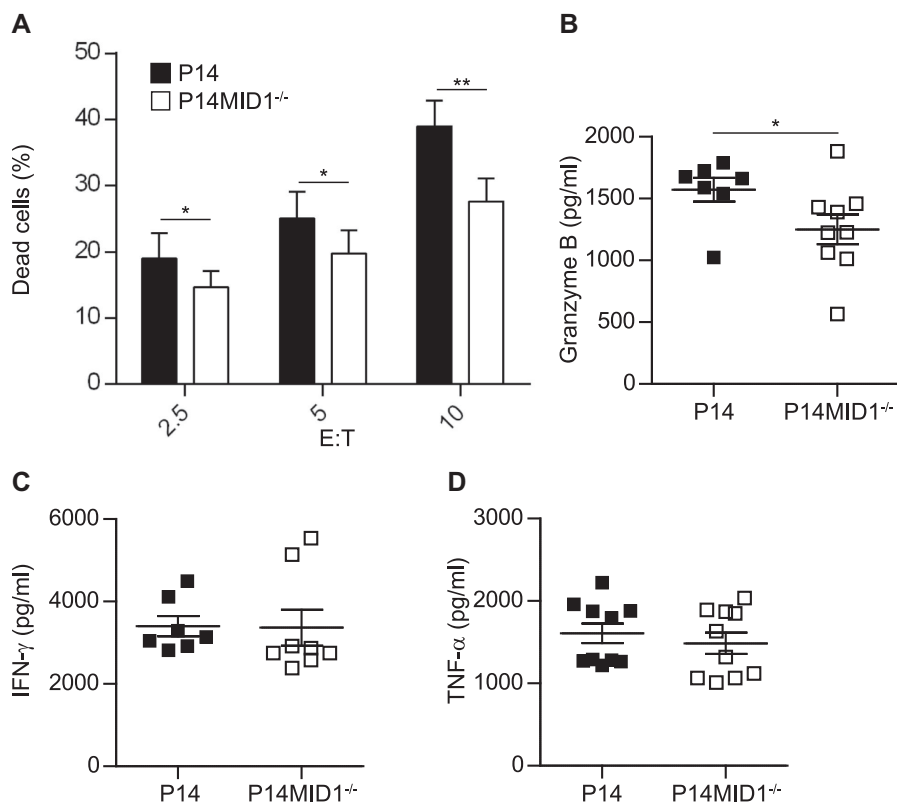 A
Dead cells (%)
50
40
30
20
10
0
P14
P14MID1-/-
*
*
**
2.5
5
10
E:T
B
Granzyme B (pg/ml)
2000
1500
1000
500
0
*
P14
P14MID1-/-
C
IFN-γ (pg/ml)
6000
4000
2000
0
P14
P14MID1-/-
D
TNF-α (pg/ml)
3000
2000
1000
0
P14
P14MID1-/-